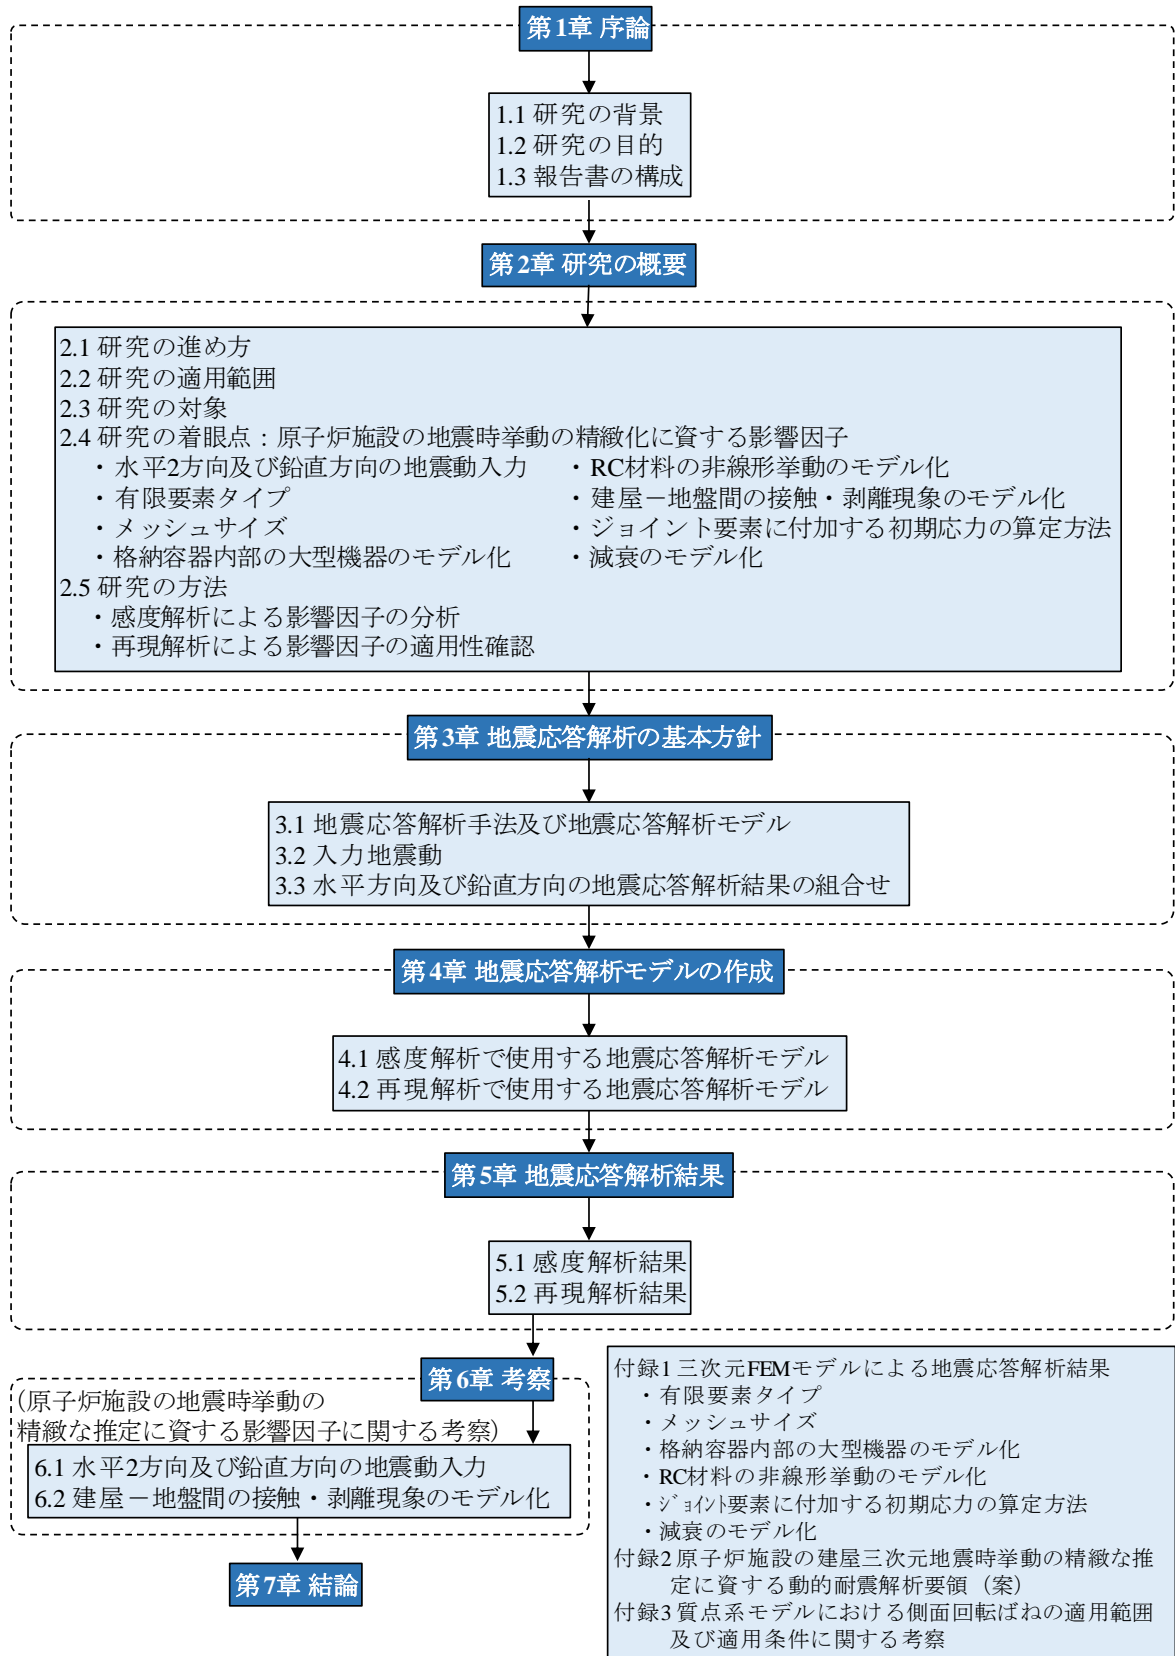 第1章 序論
1.1 研究の背景
1.2 研究の目的
1.3 報告書の構成
第2章 研究の概要
2.1 研究の進め方
2.2 研究の適用範囲
2.3 研究の対象
2.4 研究の着眼点：原子炉施設の地震時挙動の精緻化に資する影響因子
・水平2方向及び鉛直方向の地震動入力
・有限要素タイプ
・メッシュサイズ
・格納容器内部の大型機器のモデル化
・RC材料の非線形挙動のモデル化
・建屋－地盤間の接触・剥離現象のモデル化
・ジョイント要素に付加する初期応力の算定方法
・減衰のモデル化
2.5 研究の方法
・感度解析による影響因子の分析
・再現解析による影響因子の適用性確認
第3章 地震応答解析の基本方針
3.1 地震応答解析手法及び地震応答解析モデル
3.2 入力地震動
3.3 水平方向及び鉛直方向の地震応答解析結果の組合せ
第4章 地震応答解析モデルの作成
4.1 感度解析で使用する地震応答解析モデル
4.2 再現解析で使用する地震応答解析モデル
第5章 地震応答解析結果
5.1 感度解析結果
5.2 再現解析結果
第6章 考察
(原子炉施設の地震時挙動の
精緻な推定に資する影響因子に関する考察)
6.1 水平2方向及び鉛直方向の地震動入力
6.2 建屋－地盤間の接触・剥離現象のモデル化
第7章 結論
付録1 三次元FEMモデルによる地震応答解析結果
・有限要素タイプ
・メッシュサイズ
・格納容器内部の大型機器のモデル化
・RC材料の非線形挙動のモデル化
・ｼﾞｮｲﾝﾄ要素に付加する初期応力の算定方法
・減衰のモデル化
付録2 原子炉施設の建屋三次元地震時挙動の精緻な推
定に資する動的耐震解析要領（案）
付録3 質点系モデルにおける側面回転ばねの適用範囲
及び適用条件に関する考察